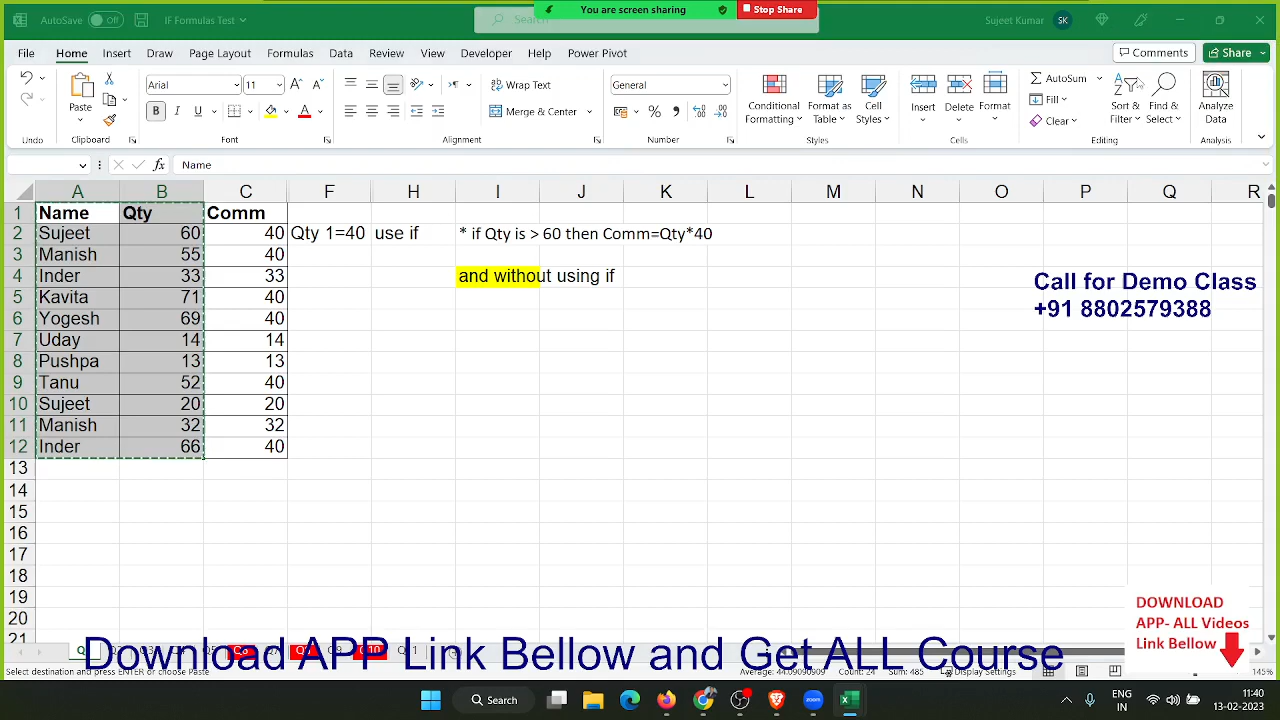 AutoSave Off IF Formulas Test Search You are screen sharing Stop Share Sujeet Kumar SK
File Home Insert Draw Page Layout Formulas Data Review View Developer Help Power Pivot Comments Share
Arial 11 Wrap Text General AutoSum
Paste B I U Merge & Center Conditional Formatting Format as Table Cell Styles Insert Delete Format Fill Clear Sort & Filter Find & Select Analyze Data
Undo Clipboard Font Alignment Number Styles Cells Editing Analysis
fx Name
A B C F H I J K L M N O P Q R
1 Name Qty Comm
2 Sujeet 60 40 Qty 1=40 use if * if Qty is > 60 then Comm=Qty*40
3 Manish 55 40
4 Inder 33 33 and without using if
Call for Demo Class
5 Kavita 71 40
+91 8802579388
6 Yogesh 69 40
7 Uday 14 14
8 Pushpa 13 13
9 Tanu 52 40
10 Sujeet 20 20
11 Manish 32 32
12 Inder 66 40
13
14
15
16
17
18
19
DOWNLOAD
20
APP- ALL Videos
21
Link Bellow
Download APP Link Bellow and Get ALL Course
Select destination and press ENTER or choose Paste Average: 44.09090909 Count: 24 Sum: 485 Display Settings 145%
Search zoom ENG IN 11:40
13-02-2023